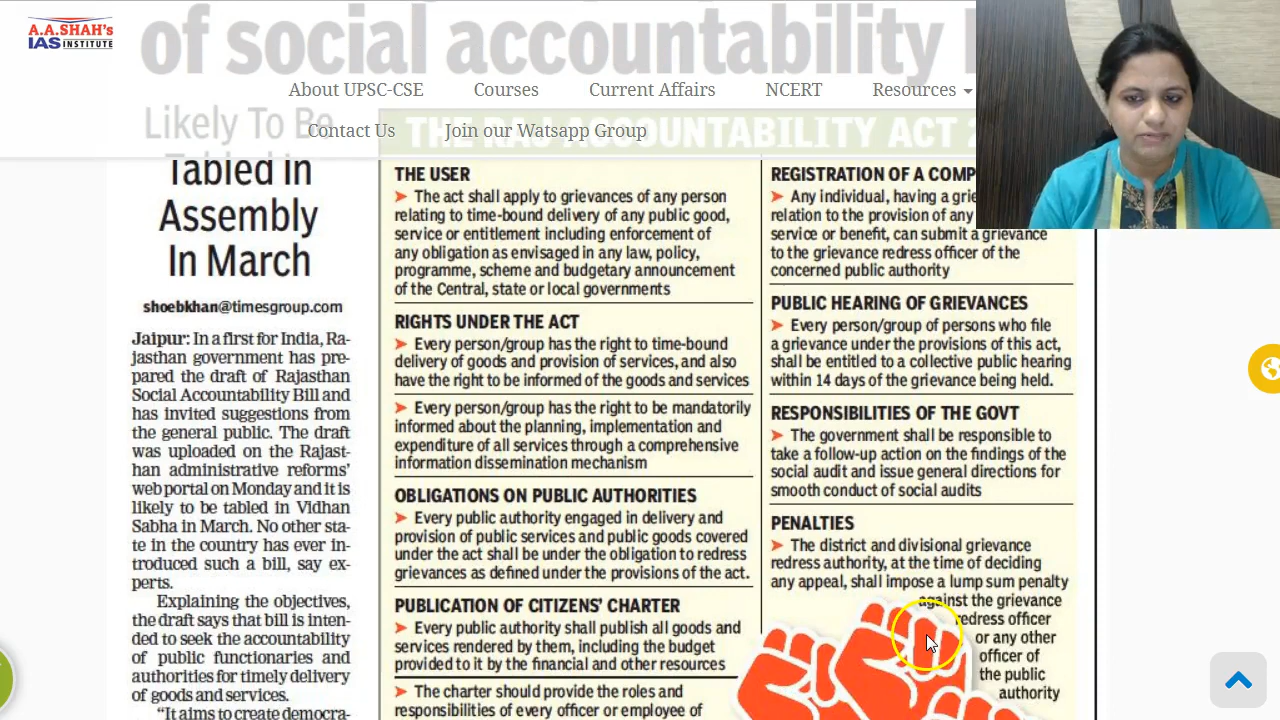 A.A.SHAH's
IAS INSTITUTE
of social accountability
About UPSC-CSE
Courses
Current Affairs
NCERT
Resources
Contact Us
Join our Watsapp Group
Likely To Be
Tabled In
Assembly
In March
shoebkhan@timesgroup.com
Jaipur: In a first for India, Ra-
jasthan government has pre-
pared the draft of Rajasthan
Social Accountability Bill and
has invited suggestions from
the general public. The draft
was uploaded on the Rajast-
han administrative reforms'
web portal on Monday and it is
likely to be tabled in Vidhan
Sabha in March. No other sta-
te in the country has ever in-
troduced such a bill, say ex-
perts.
Explaining the objectives,
the draft says that bill is inten-
ded to seek the accountability
of public functionaries and
authorities for timely delivery
of goods and services.
"It aims to create democra-
THE RAJ ACCOUNTABILITY ACT
THE USER
The act shall apply to grievances of any person
relating to time-bound delivery of any public good,
service or entitlement including enforcement of
any obligation as envisaged in any law, policy,
programme, scheme and budgetary announcement
of the Central, state or local governments
RIGHTS UNDER THE ACT
Every person/group has the right to time-bound
delivery of goods and provision of services, and also
have the right to be informed of the goods and services
Every person/group has the right to be mandatorily
informed about the planning, implementation and
expenditure of all services through a comprehensive
information dissemination mechanism
OBLIGATIONS ON PUBLIC AUTHORITIES
Every public authority engaged in delivery and
provision of public services and public goods covered
under the act shall be under the obligation to redress
grievances as defined under the provisions of the act.
PUBLICATION OF CITIZENS' CHARTER
Every public authority shall publish all goods and
services rendered by them, including the budget
provided to it by the financial and other resources
The charter should provide the roles and
responsibilities of every officer or employee of
REGISTRATION OF A COMP
Any individual, having a grie
relation to the provision of any
service or benefit, can submit a grievance
to the grievance redress officer of the
concerned public authority
PUBLIC HEARING OF GRIEVANCES
Every person/group of persons who file
a grievance under the provisions of this act,
shall be entitled to a collective public hearing
within 14 days of the grievance being held.
RESPONSIBILITIES OF THE GOVT
The government shall be responsible to
take a follow-up action on the findings of the
social audit and issue general directions for
smooth conduct of social audits
PENALTIES
The district and divisional grievance
redress authority, at the time of deciding
any appeal, shall impose a lump sum penalty
against the grievance
redress officer
or any other
officer of
the public
authority